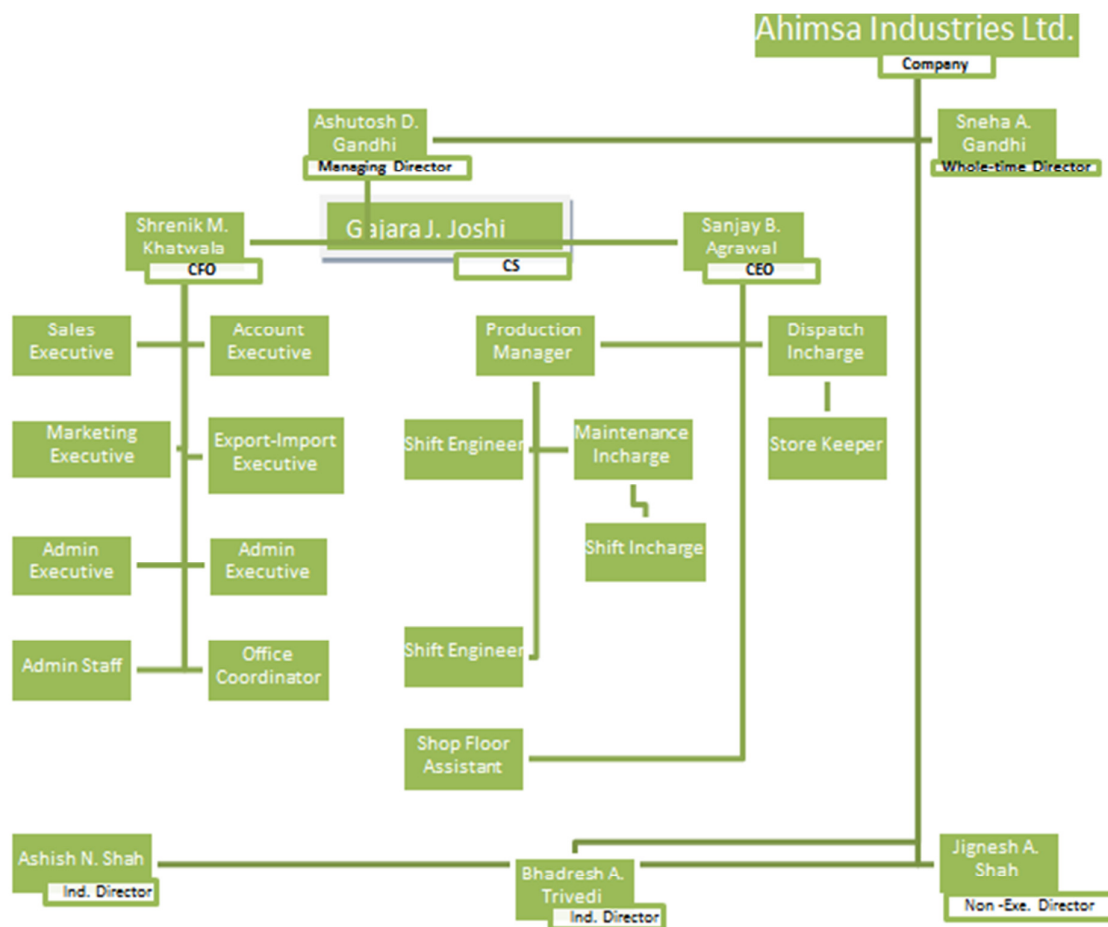 Ahimsa Industries Ltd.
Company
Ashutosh D.
Gandhi
Managing Director
Sneha A.
Gandhi
Whole-time Director
Shrenik M.
Khatwala
CFO
Gajara J. Joshi
CS
Sanjay B.
Agrawal
CEO
Sales
Executive
Account
Executive
Production
Manager
Dispatch
Incharge
Marketing
Executive
Export-Import
Executive
Shift Engineer
Maintenance
Incharge
Store Keeper
Shift Incharge
Admin
Executive
Admin
Executive
Admin Staff
Office
Coordinator
Shift Engineer
Shop Floor
Assistant
Ashish N. Shah
Ind. Director
Bhadresh A.
Trivedi
Ind. Director
Jignesh A.
Shah
Non -Exe. Director